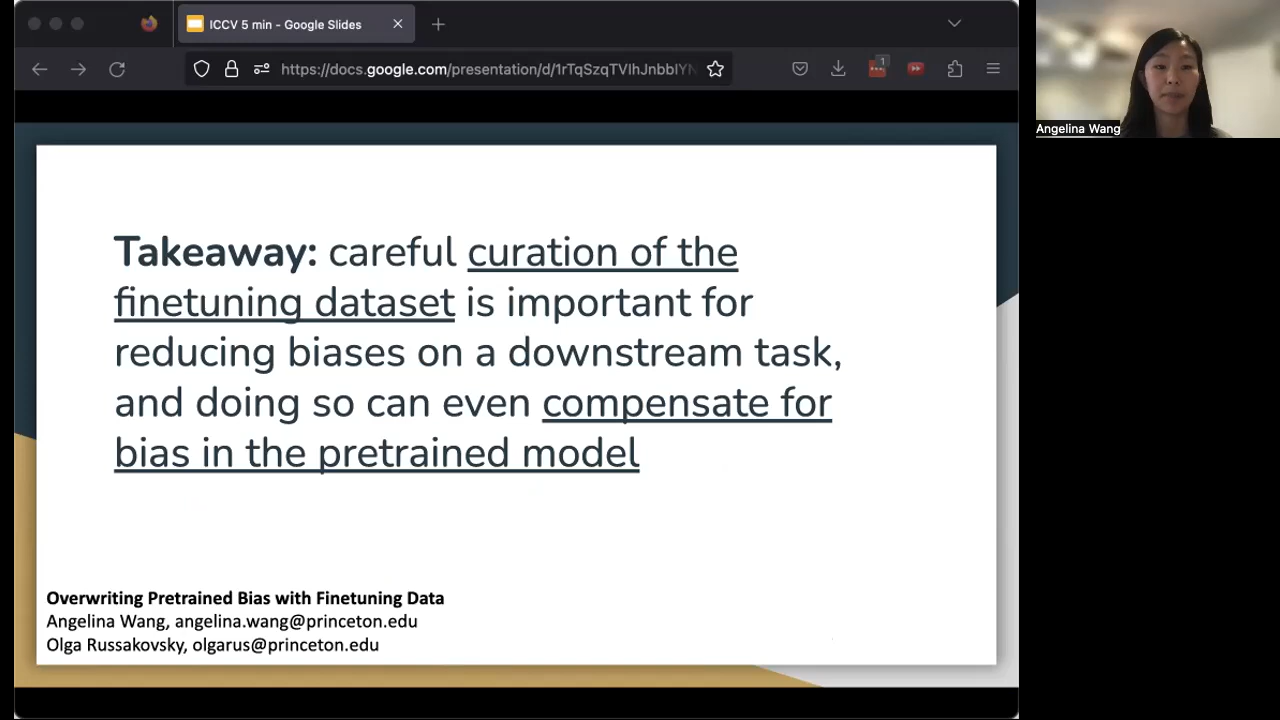 ICCV 5 min - Google Slides
https://docs.google.com/presentation/d/1rTqSzqTVlhJnbbIYN
1
Angelina Wang
Takeaway: careful curation of the
finetuning dataset is important for
reducing biases on a downstream task,
and doing so can even compensate for
bias in the pretrained model
Overwriting Pretrained Bias with Finetuning Data
Angelina Wang, angelina.wang@princeton.edu
Olga Russakovsky, olgarus@princeton.edu